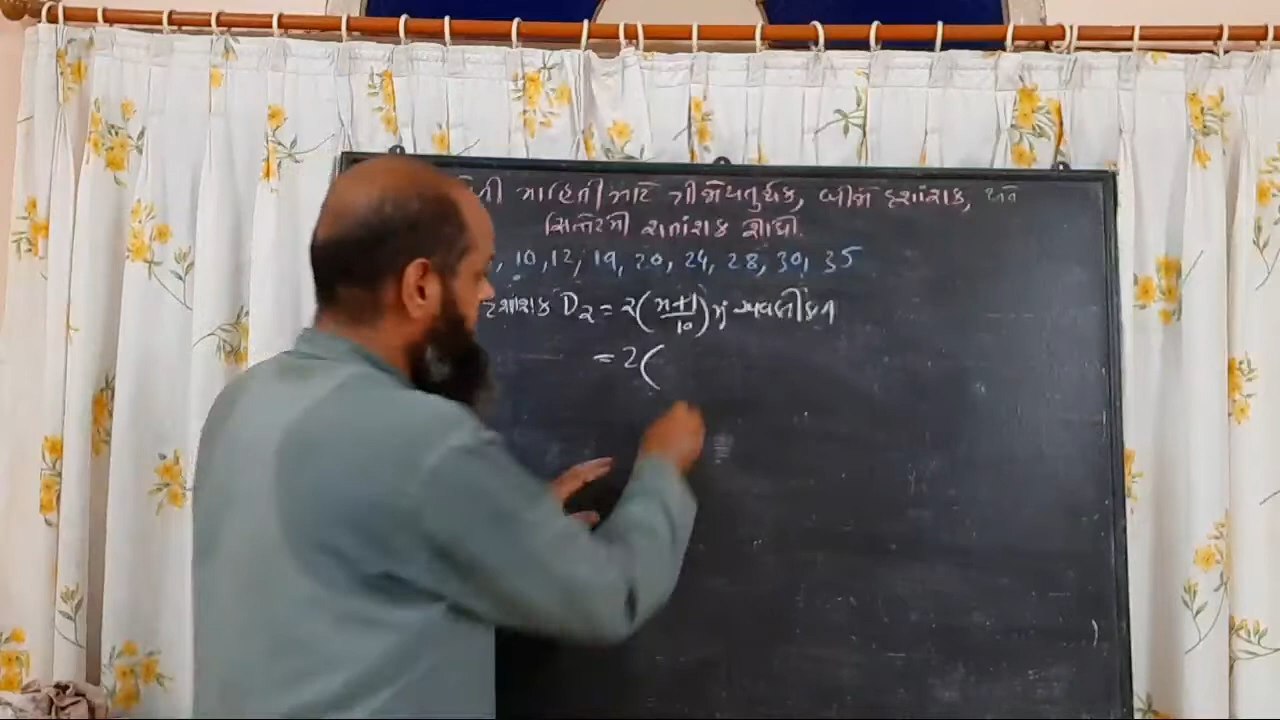 માહિતી માટે ત્રીજો ચતુર્થક, બીજો દશાંશક, અને
સિત્તેરમો શતાંશક શોધો.
, 10, 12, 19, 20, 24, 28, 30, 35
દશાંશક D₂ = 2(n+1/10) મું અવલોકન
= 2(